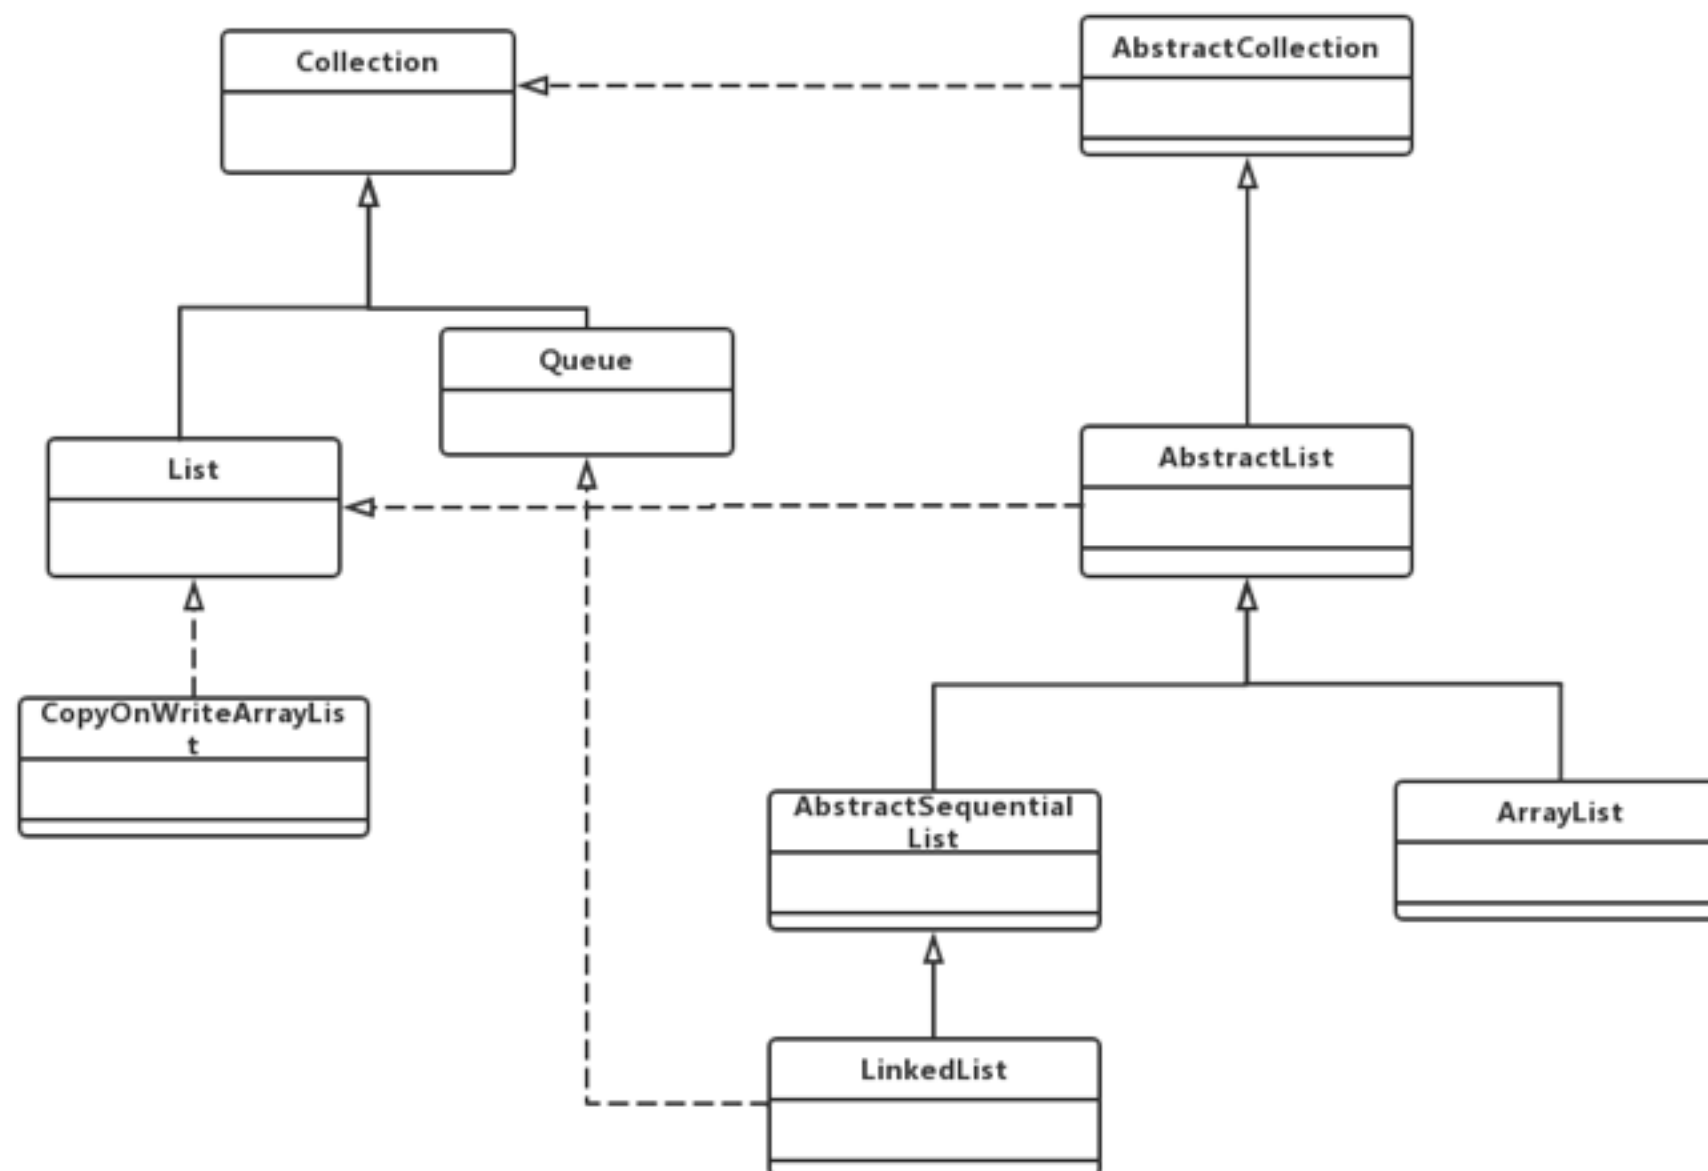 Collection
AbstractCollection
Queue
List
AbstractList
CopyOnWriteArrayLis
t
AbstractSequential
List
ArrayList
LinkedList